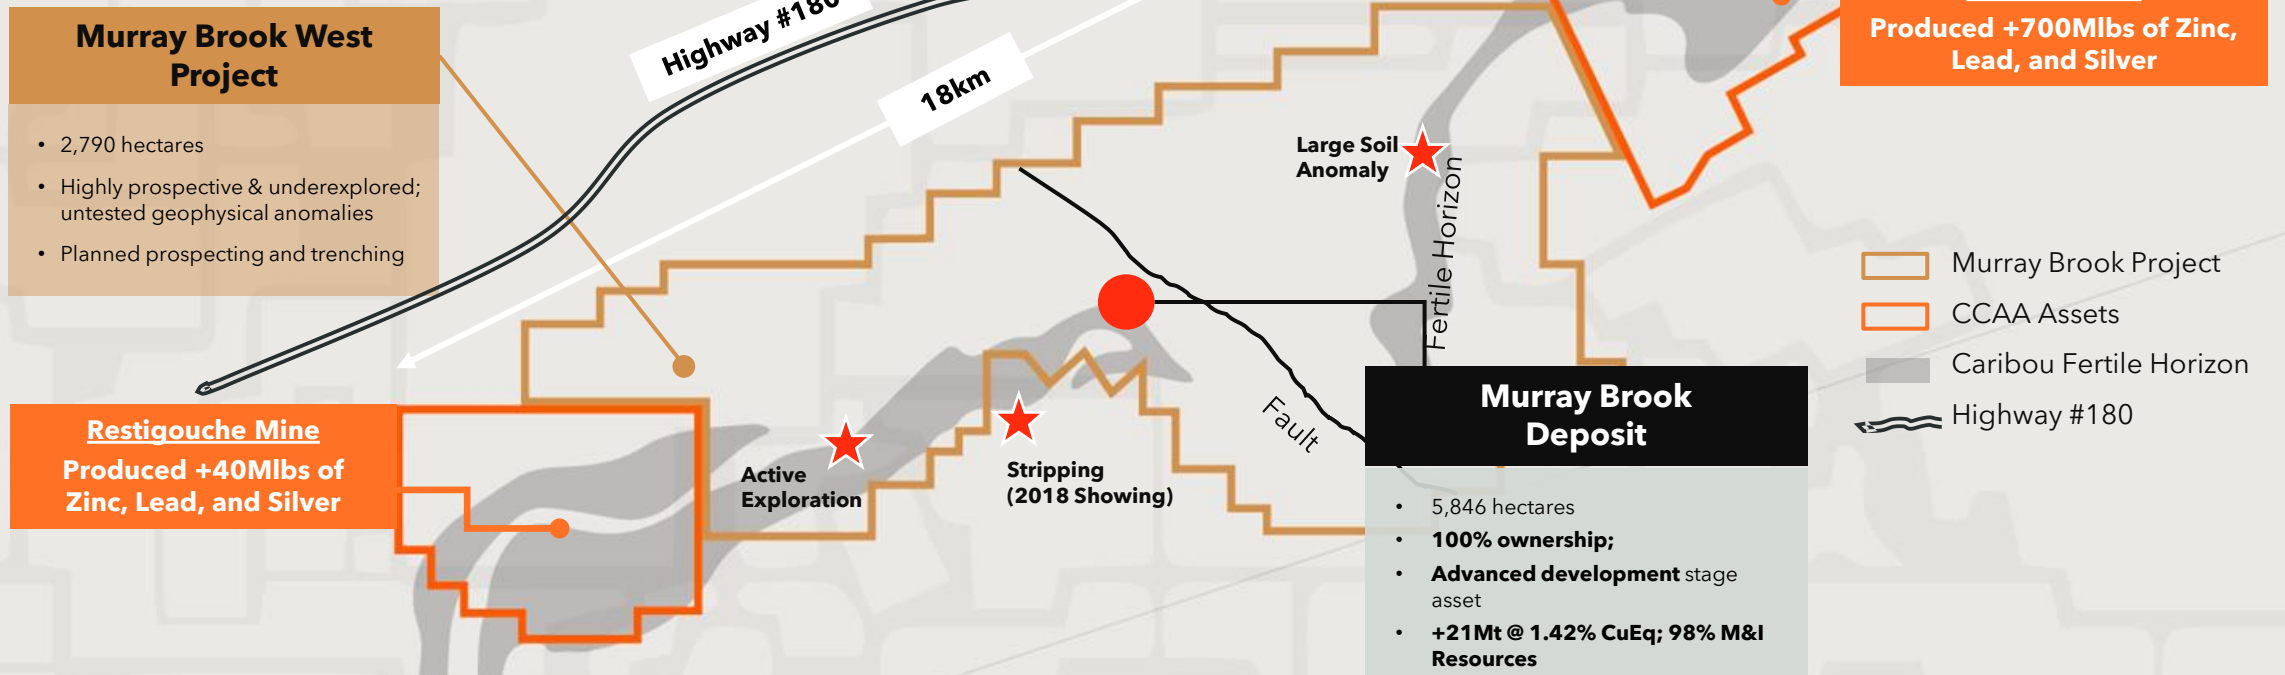 Murray Brook West
Project
• 2,790 hectares
• Highly prospective & underexplored;
untested geophysical anomalies
• Planned prospecting and trenching
Highway #180
18km
Produced +700Mlbs of Zinc,
Lead, and Silver
Large Soil
Anomaly
Fertile Horizon
Murray Brook Project
CCAA Assets
Caribou Fertile Horizon
Highway #180
Restigouche Mine
Produced +40Mlbs of
Zinc, Lead, and Silver
Active
Exploration
Stripping
(2018 Showing)
Fault
Murray Brook
Deposit
• 5,846 hectares
• 100% ownership;
• Advanced development stage
asset
• +21Mt @ 1.42% CuEq; 98% M&I
Resources